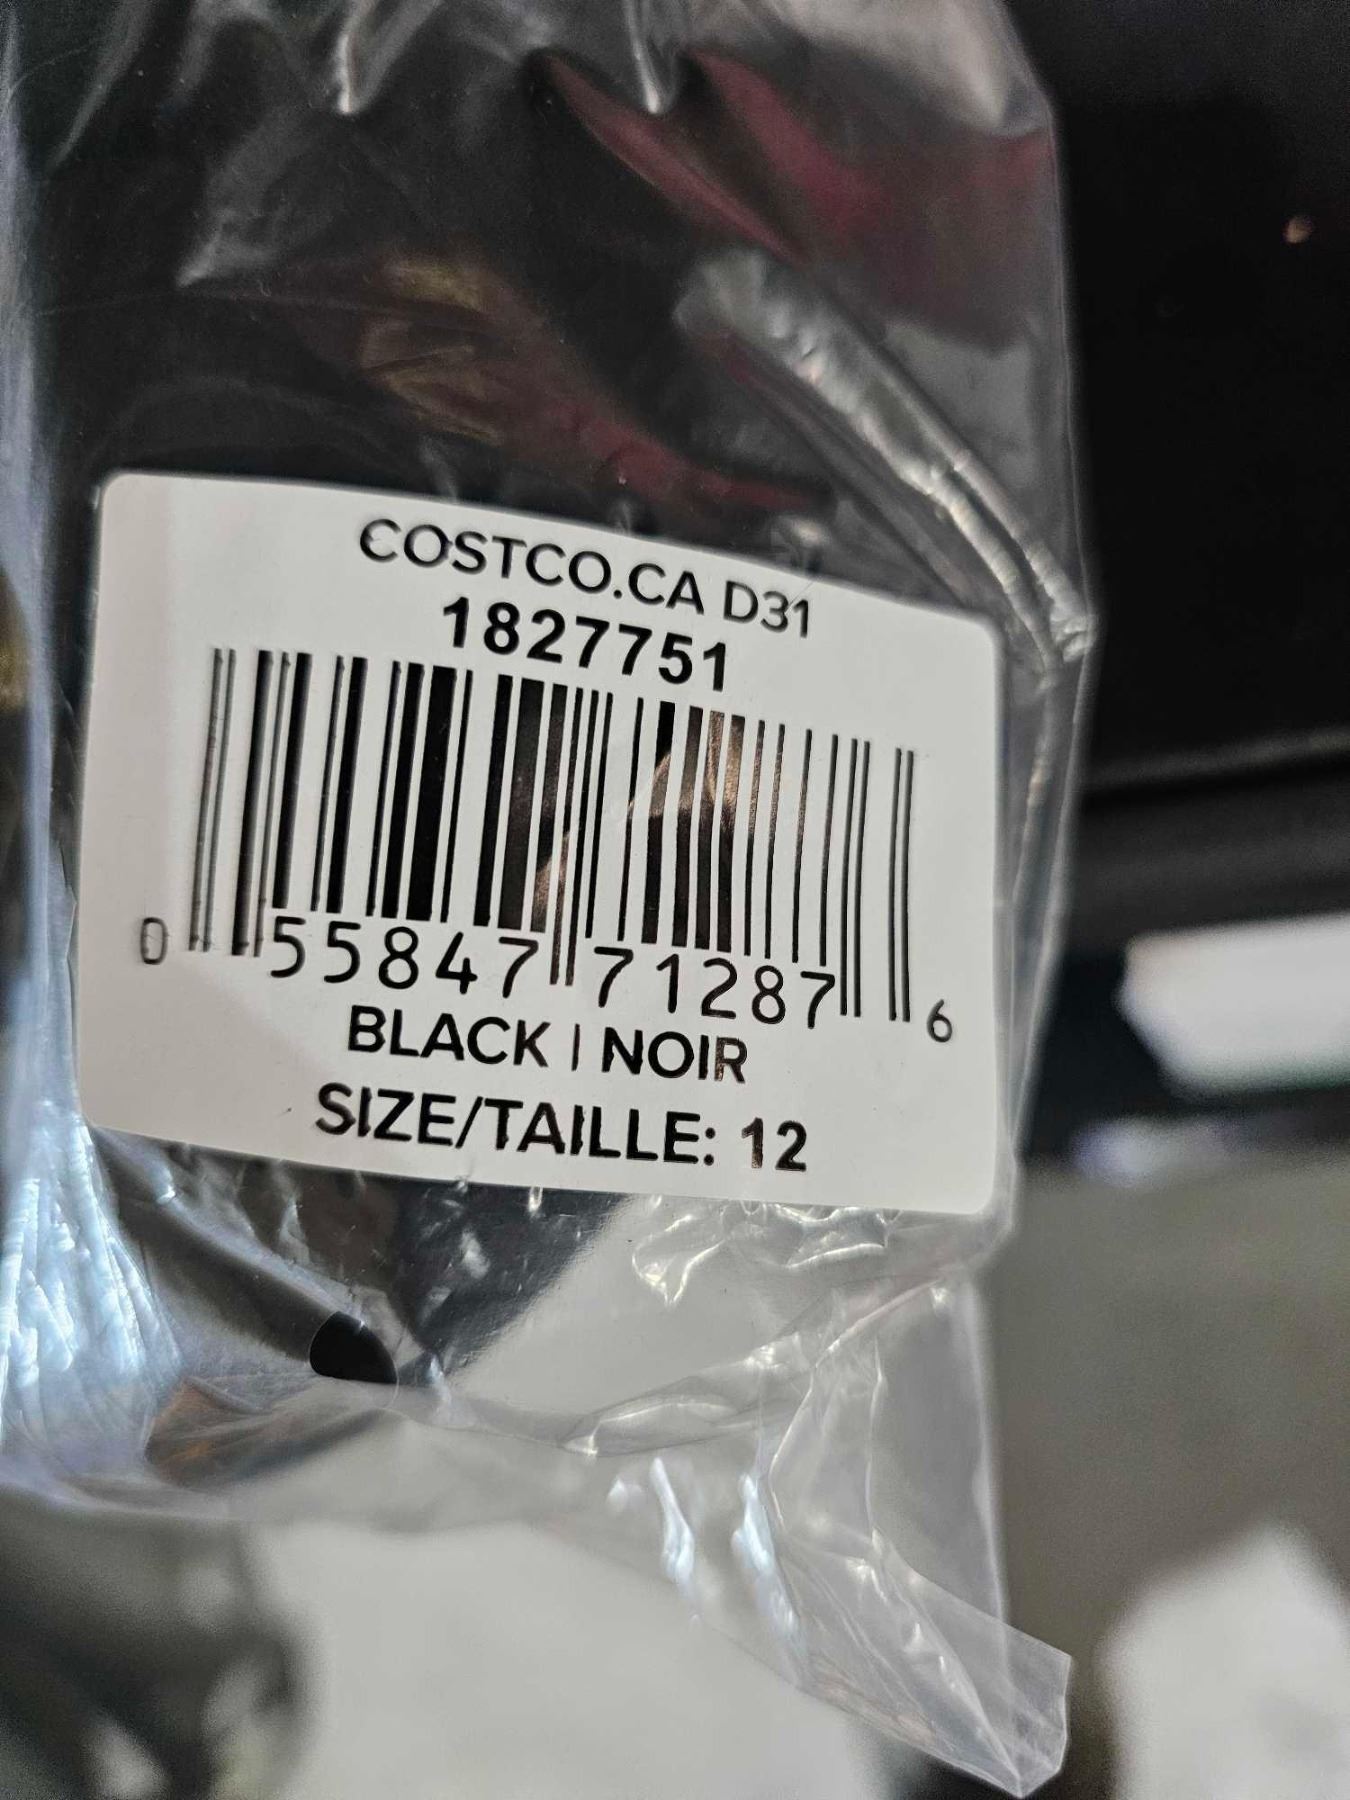 COSTCO.CA D31
1827751
0 55847 71287 6
BLACK | NOIR
SIZE/TAILLE: 12